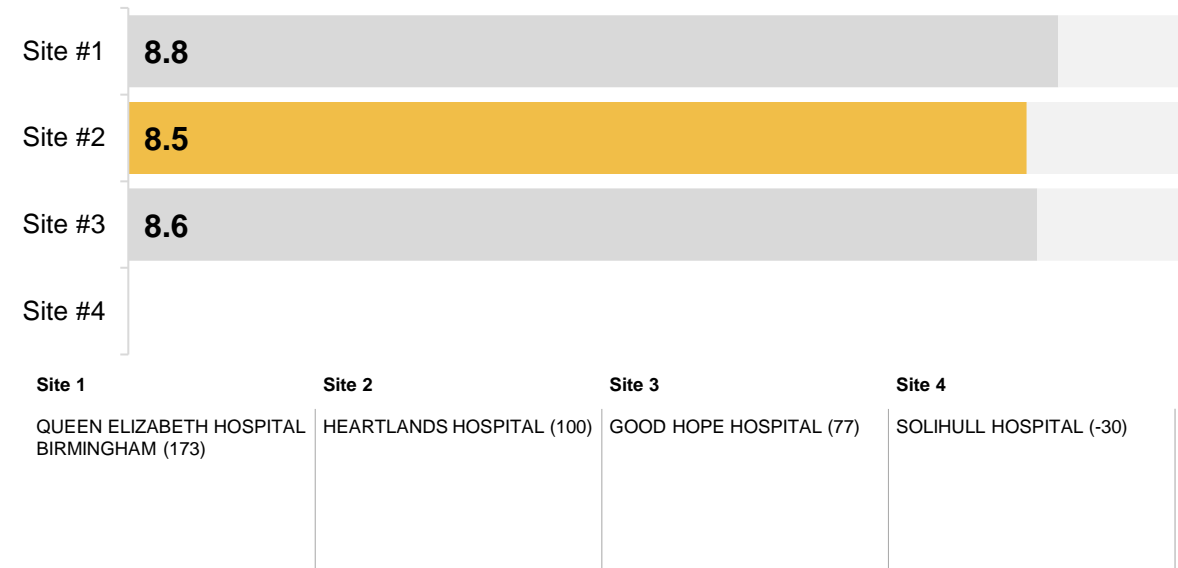 Site #1 8.8
Site #2 8.5
Site #3 8.6
Site #4
Site 1 Site 2 Site 3 Site 4
QUEEN ELIZABETH HOSPITAL HEARTLANDS HOSPITAL (100) GOOD HOPE HOSPITAL (77) SOLIHULL HOSPITAL (-30)
BIRMINGHAM (173)